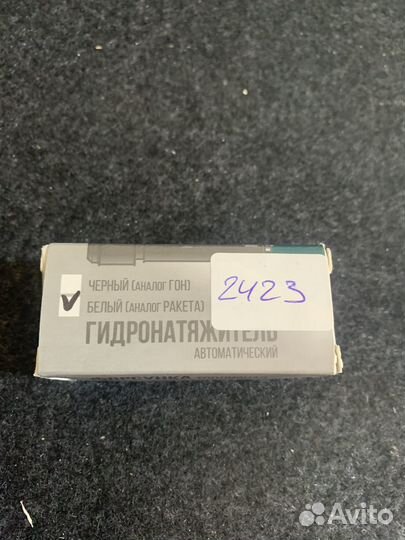 ЧЕРНЫЙ (АНАЛОГ ГОН)
БЕЛЫЙ (АНАЛОГ РАКЕТА)
2423
ГИДРОНАТЯЖИТЕЛЬ
АВТОМАТИЧЕСКИЙ
Avito